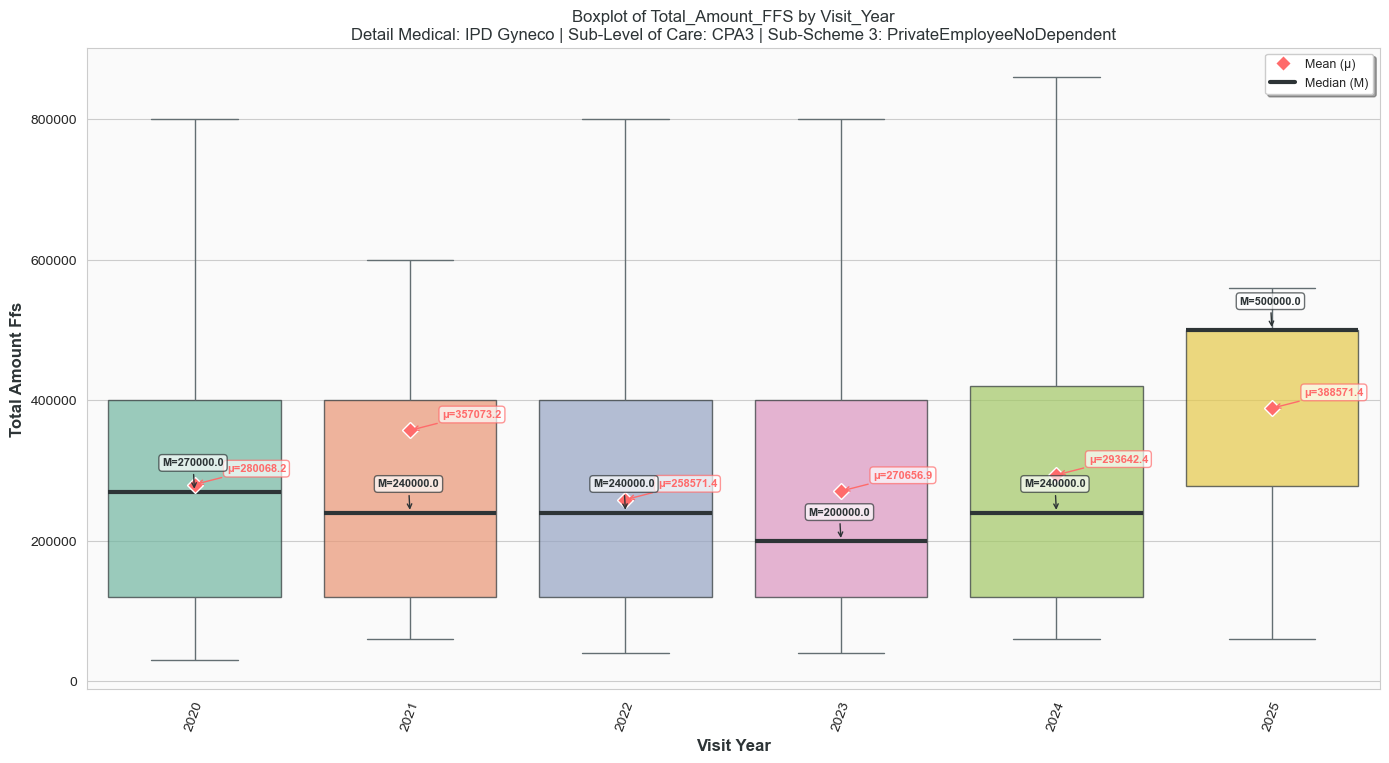 Boxplot of Total_Amount_FFS by Visit_Year
Detail Medical: IPD Gyneco | Sub-Level of Care: CPA3 | Sub-Scheme 3: PrivateEmployeeNoDependent
Mean (μ)
Median (M)
Total Amount Ffs
800000
600000
400000
200000
0
M=270000.0
μ=280068.2
μ=357073.2
M=240000.0
M=240000.0
μ=258571.4
μ=270656.9
M=200000.0
μ=293642.4
M=240000.0
M=500000.0
μ=388571.4
2020
2021
2022
2023
2024
2025
Visit Year